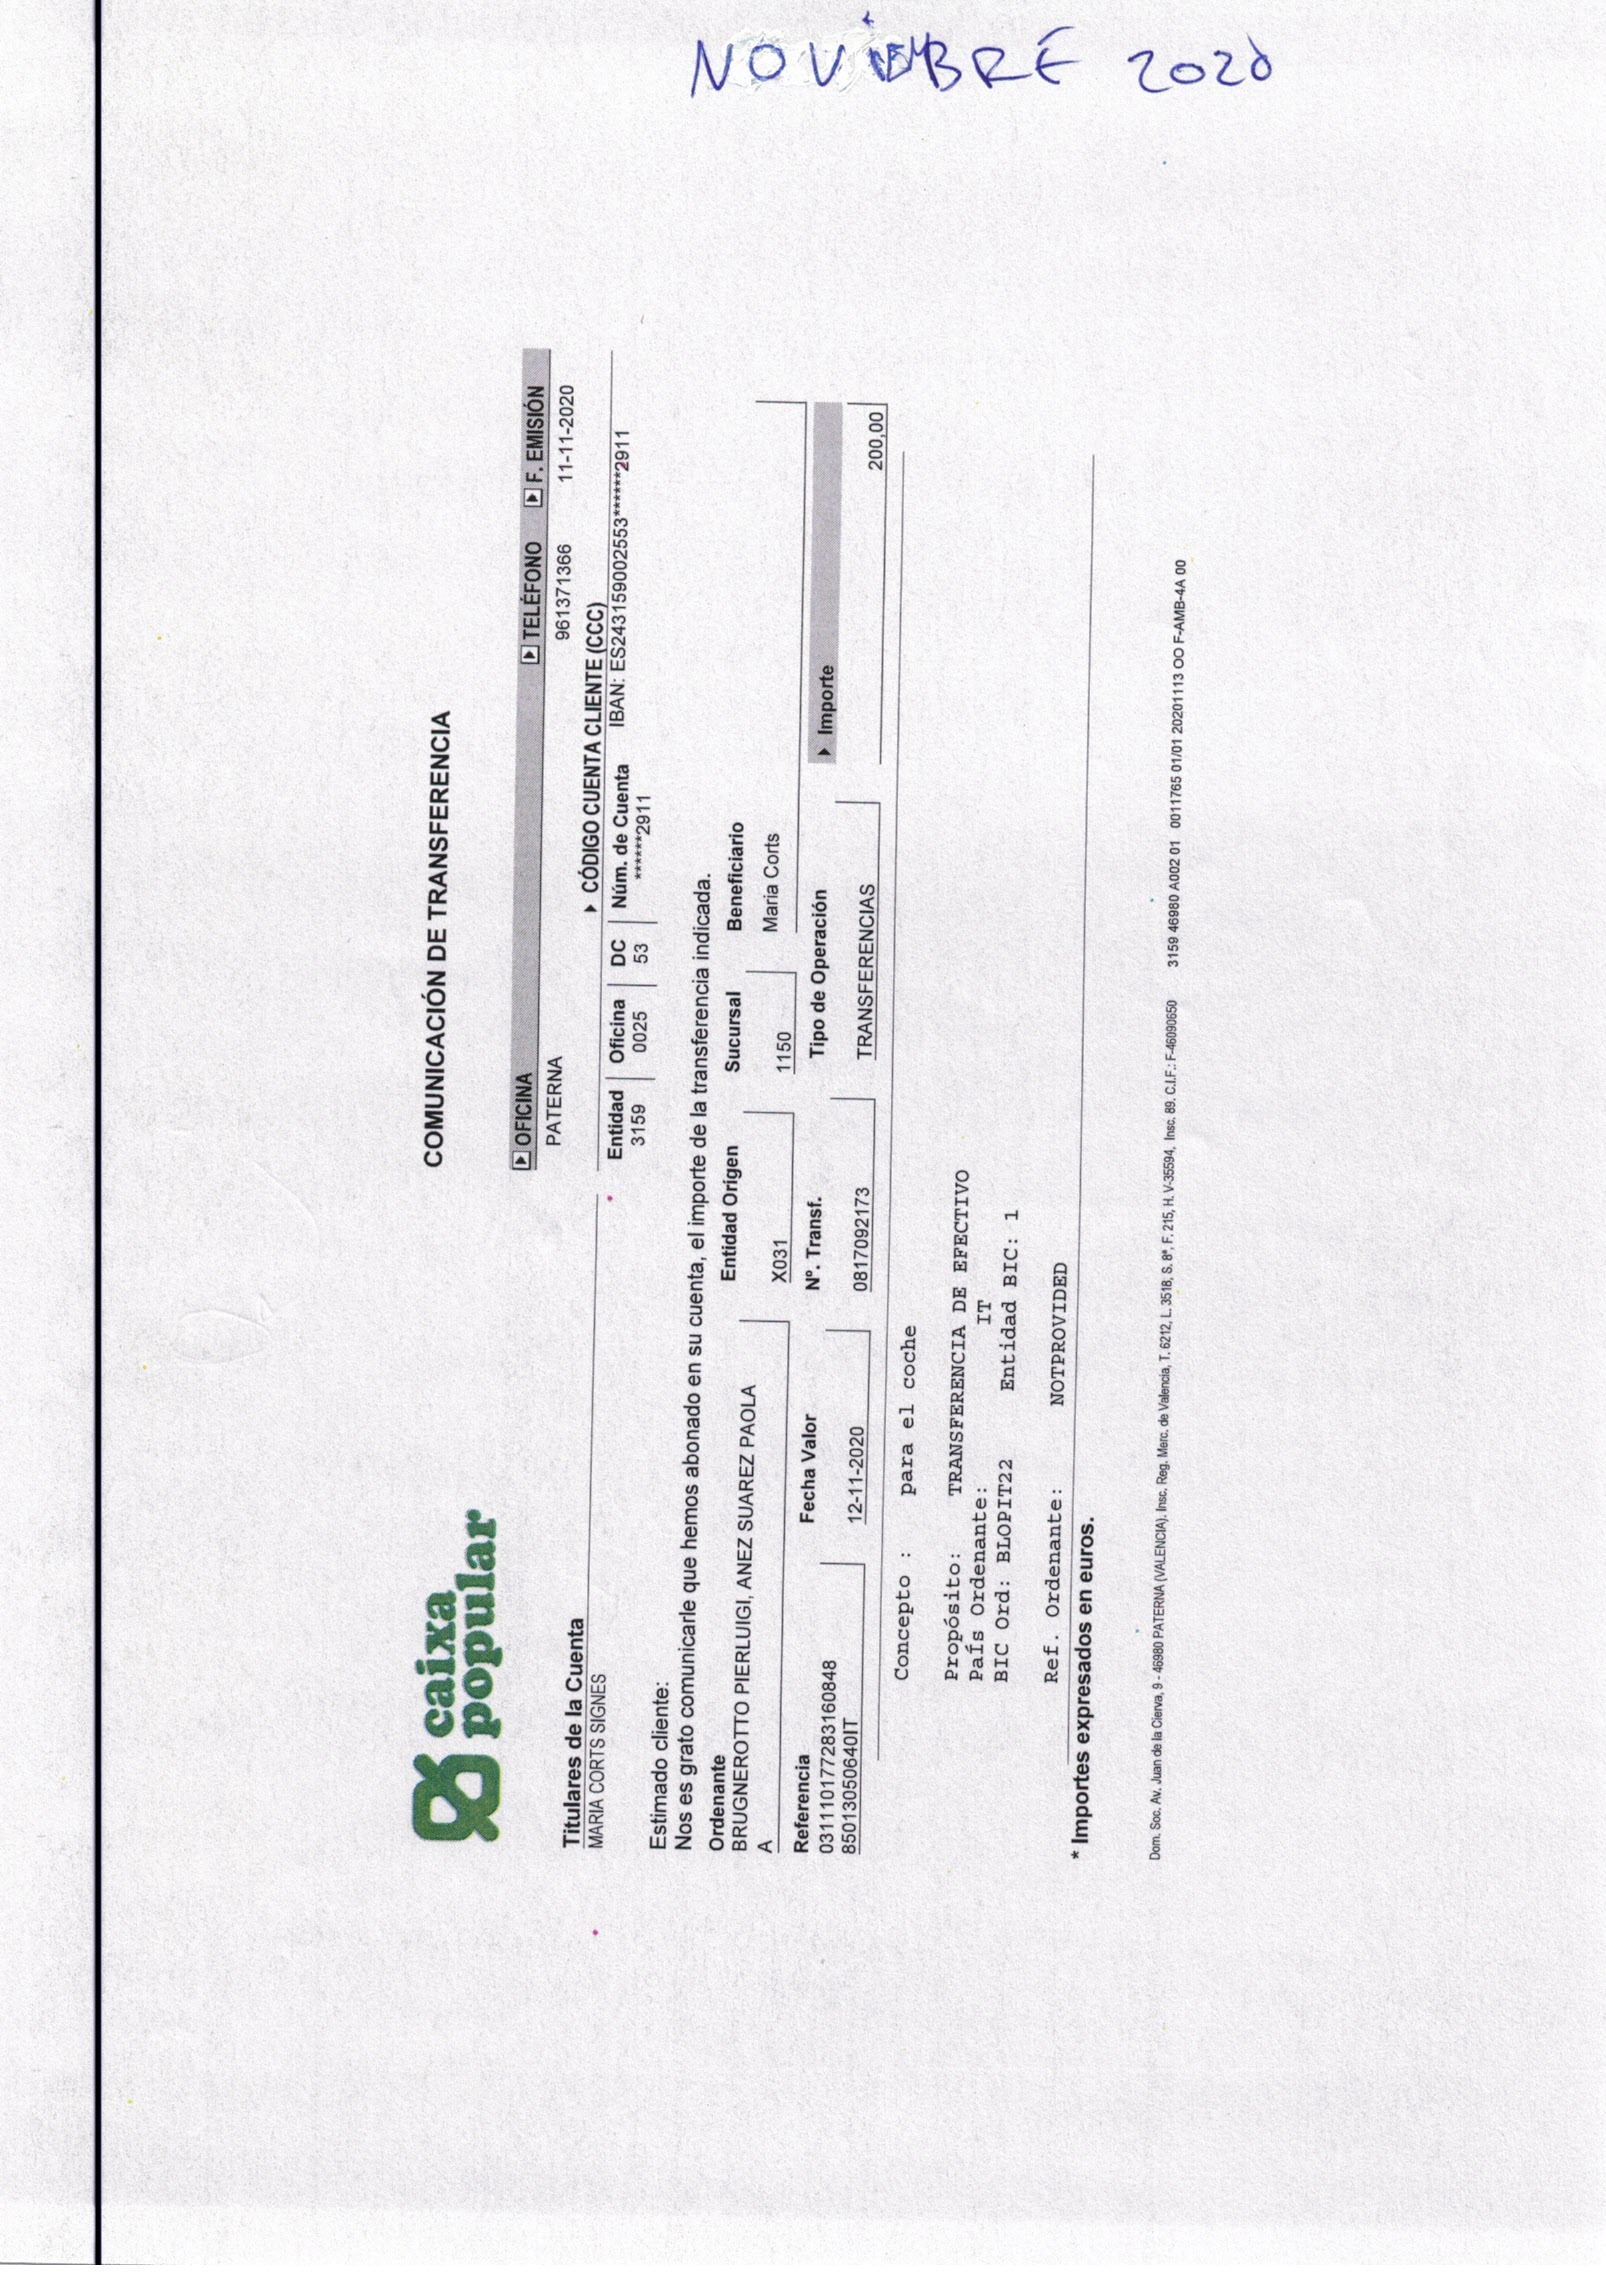 NOVIEMBRE 2020
caixa
popular
COMUNICACIÓN DE TRANSFERENCIA
OFICINA TELÉFONO F. EMISIÓN
PATERNA 961371366 11-11-2020
Titulares de la Cuenta
MARIA CORTS SIGNES
CÓDIGO CUENTA CLIENTE (CCC)
Entidad Oficina DC Núm. de Cuenta IBAN: ES243159002553******2911
3159 0025 53 ******2911
Estimado cliente:
Nos es grato comunicarle que hemos abonado en su cuenta, el importe de la transferencia indicada.
Ordenante Entidad Origen Sucursal Beneficiario
BRUGNEROTTO PIERLUIGI, ANEZ SUAREZ PAOLA
A X031 1150 Maria Corts
Referencia Fecha Valor Nº. Transf. Tipo de Operación Importe
0311101772831608​48
85013050640IT 12-11-2020 0817092173 TRANSFERENCIAS 200,00
Concepto : para el coche
Propósito: TRANSFERENCIA DE EFECTIVO
País Ordenante: IT
BIC Ord: BLOPIT22 Entidad BIC: 1
Ref. Ordenante: NOTPROVIDED
* Importes expresados en euros.
Dom. Soc. Av. Juan de la Cierva, 9 - 46980 PATERNA (VALENCIA). Insc. Reg. Merc. de Valencia, T. 6212, L. 3518, S. 8ª, F. 215, H. V-35594, Insc. 89. C.I.F.: F-46090650 3159 46980 A002 01 0011765 01/01 20201113 OO F-AMB-4A 00